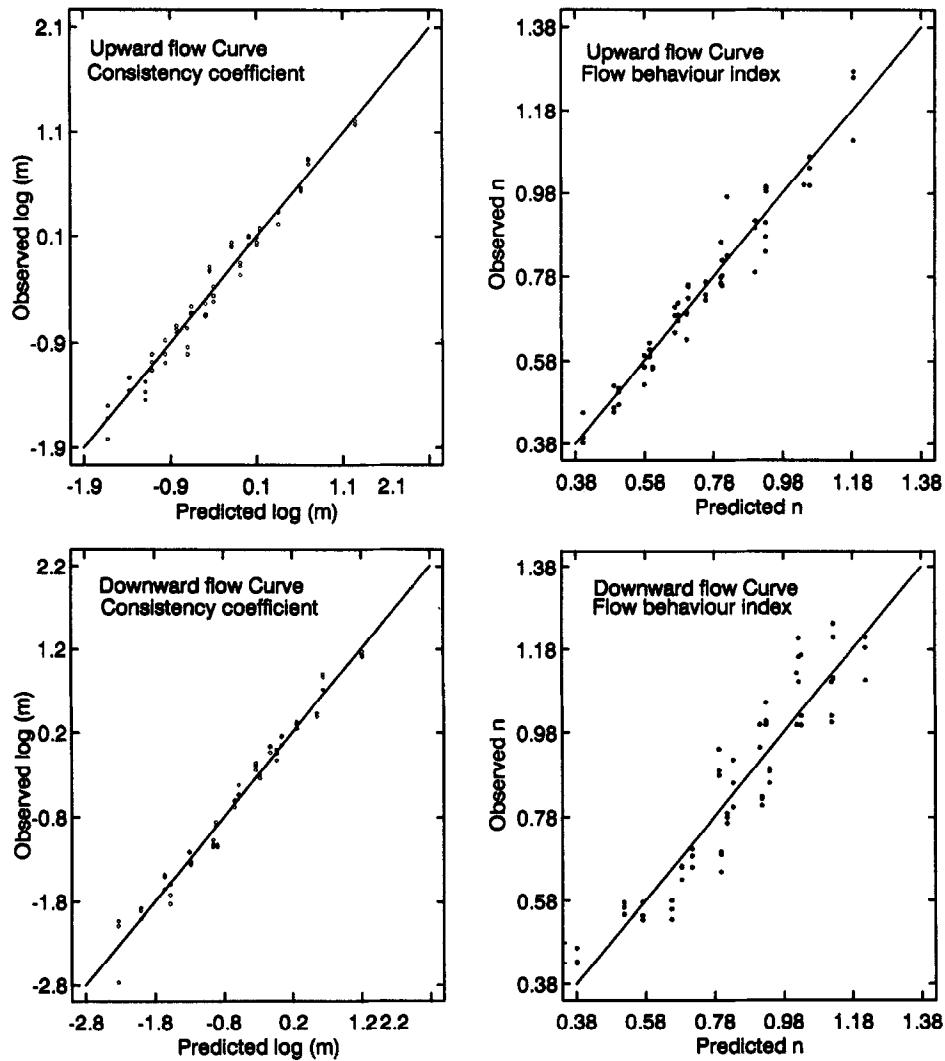 Upward flow Curve
Consistency coefficient
2.1
1.1
0.1
-0.9
-1.9
Observed log (m)
-1.9 -0.9 0.1 1.1 2.1
Predicted log (m)
Upward flow Curve
Flow behaviour index
1.38
1.18
0.98
0.78
0.58
0.38
Observed n
0.38 0.58 0.78 0.98 1.18 1.38
Predicted n
Downward flow Curve
Consistency coefficient
2.2
1.2
0.2
-0.8
-1.8
-2.8
Observed log (m)
-2.8 -1.8 -0.8 0.2 1.22.2
Predicted log (m)
Downward flow Curve
Flow behaviour index
1.38
1.18
0.98
0.78
0.58
0.38
Observed n
0.38 0.58 0.78 0.98 1.18 1.38
Predicted n